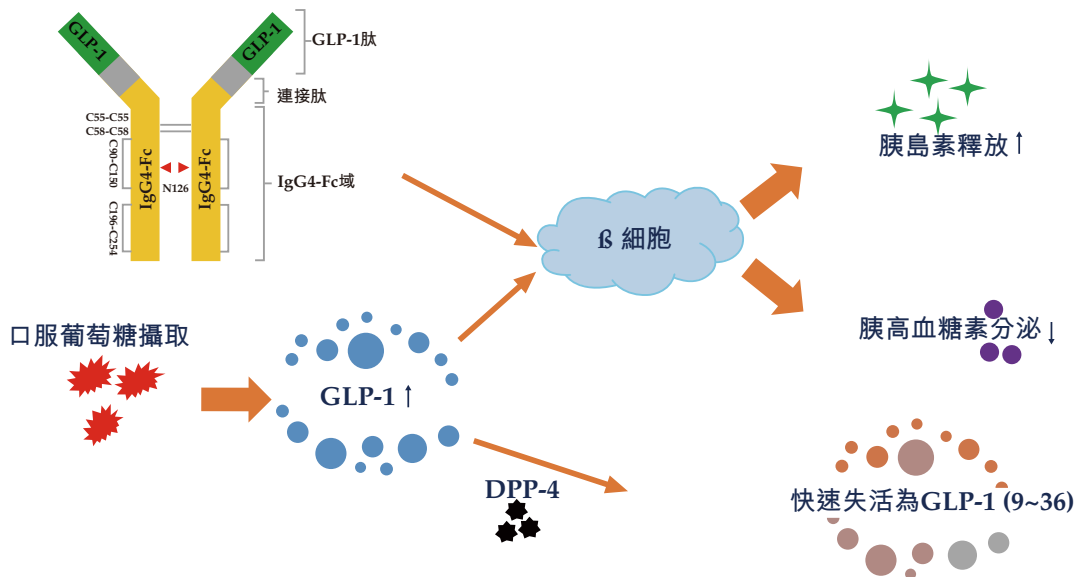 GLP-1
GLP-1
GLP-1肽
連接肽
C55-C55
C58-C58
C90-C150
C196-C254
IgG4-Fc
IgG4-Fc
N126
IgG4-Fc域
胰島素釋放↑
ß 細胞
口服葡萄糖攝取
胰高血糖素分泌↓
GLP-1↑
DPP-4
快速失活為GLP-1 (9~36)